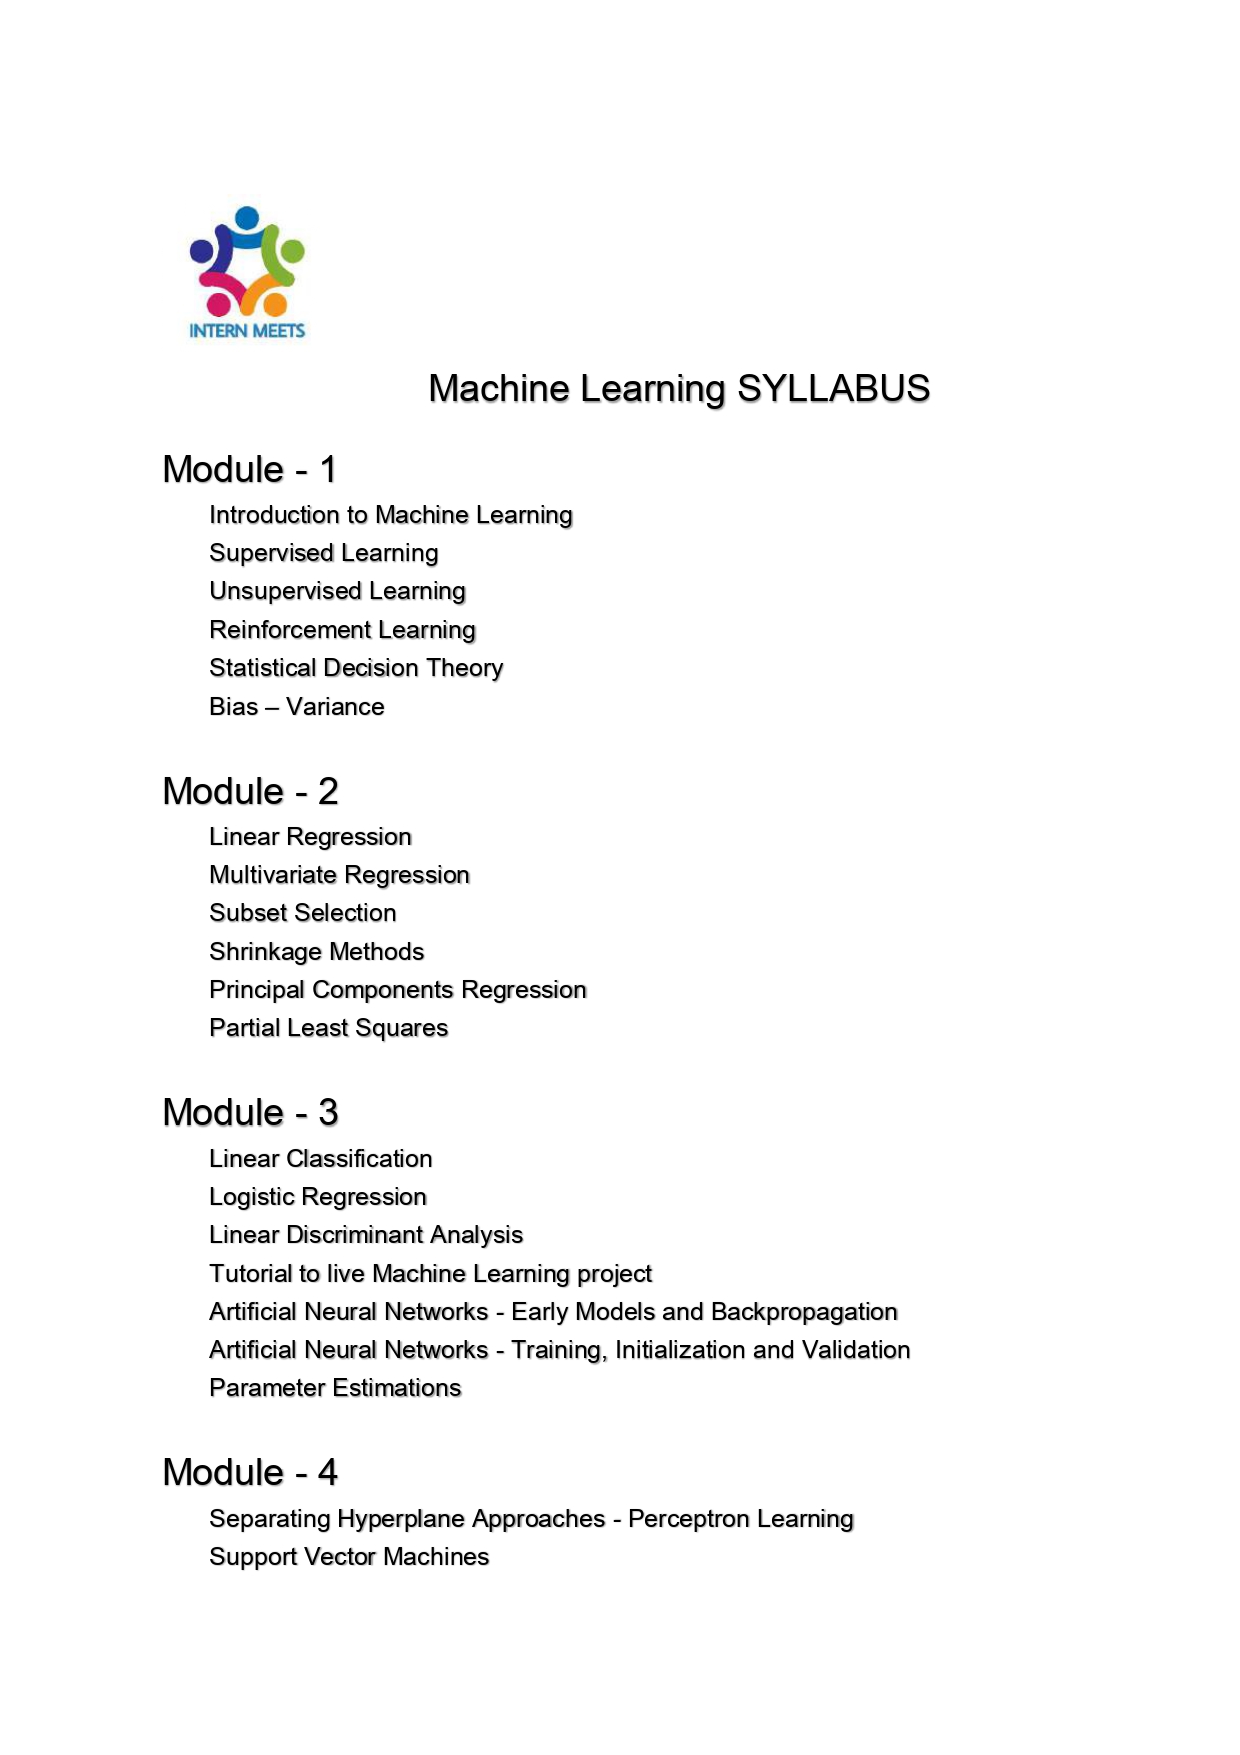 INTERN MEETS
Machine Learning SYLLABUS
Module - 1
Introduction to Machine Learning
Supervised Learning
Unsupervised Learning
Reinforcement Learning
Statistical Decision Theory
Bias – Variance
Module - 2
Linear Regression
Multivariate Regression
Subset Selection
Shrinkage Methods
Principal Components Regression
Partial Least Squares
Module - 3
Linear Classification
Logistic Regression
Linear Discriminant Analysis
Tutorial to live Machine Learning project
Artificial Neural Networks - Early Models and Backpropagation
Artificial Neural Networks - Training, Initialization and Validation
Parameter Estimations
Module - 4
Separating Hyperplane Approaches - Perceptron Learning
Support Vector Machines